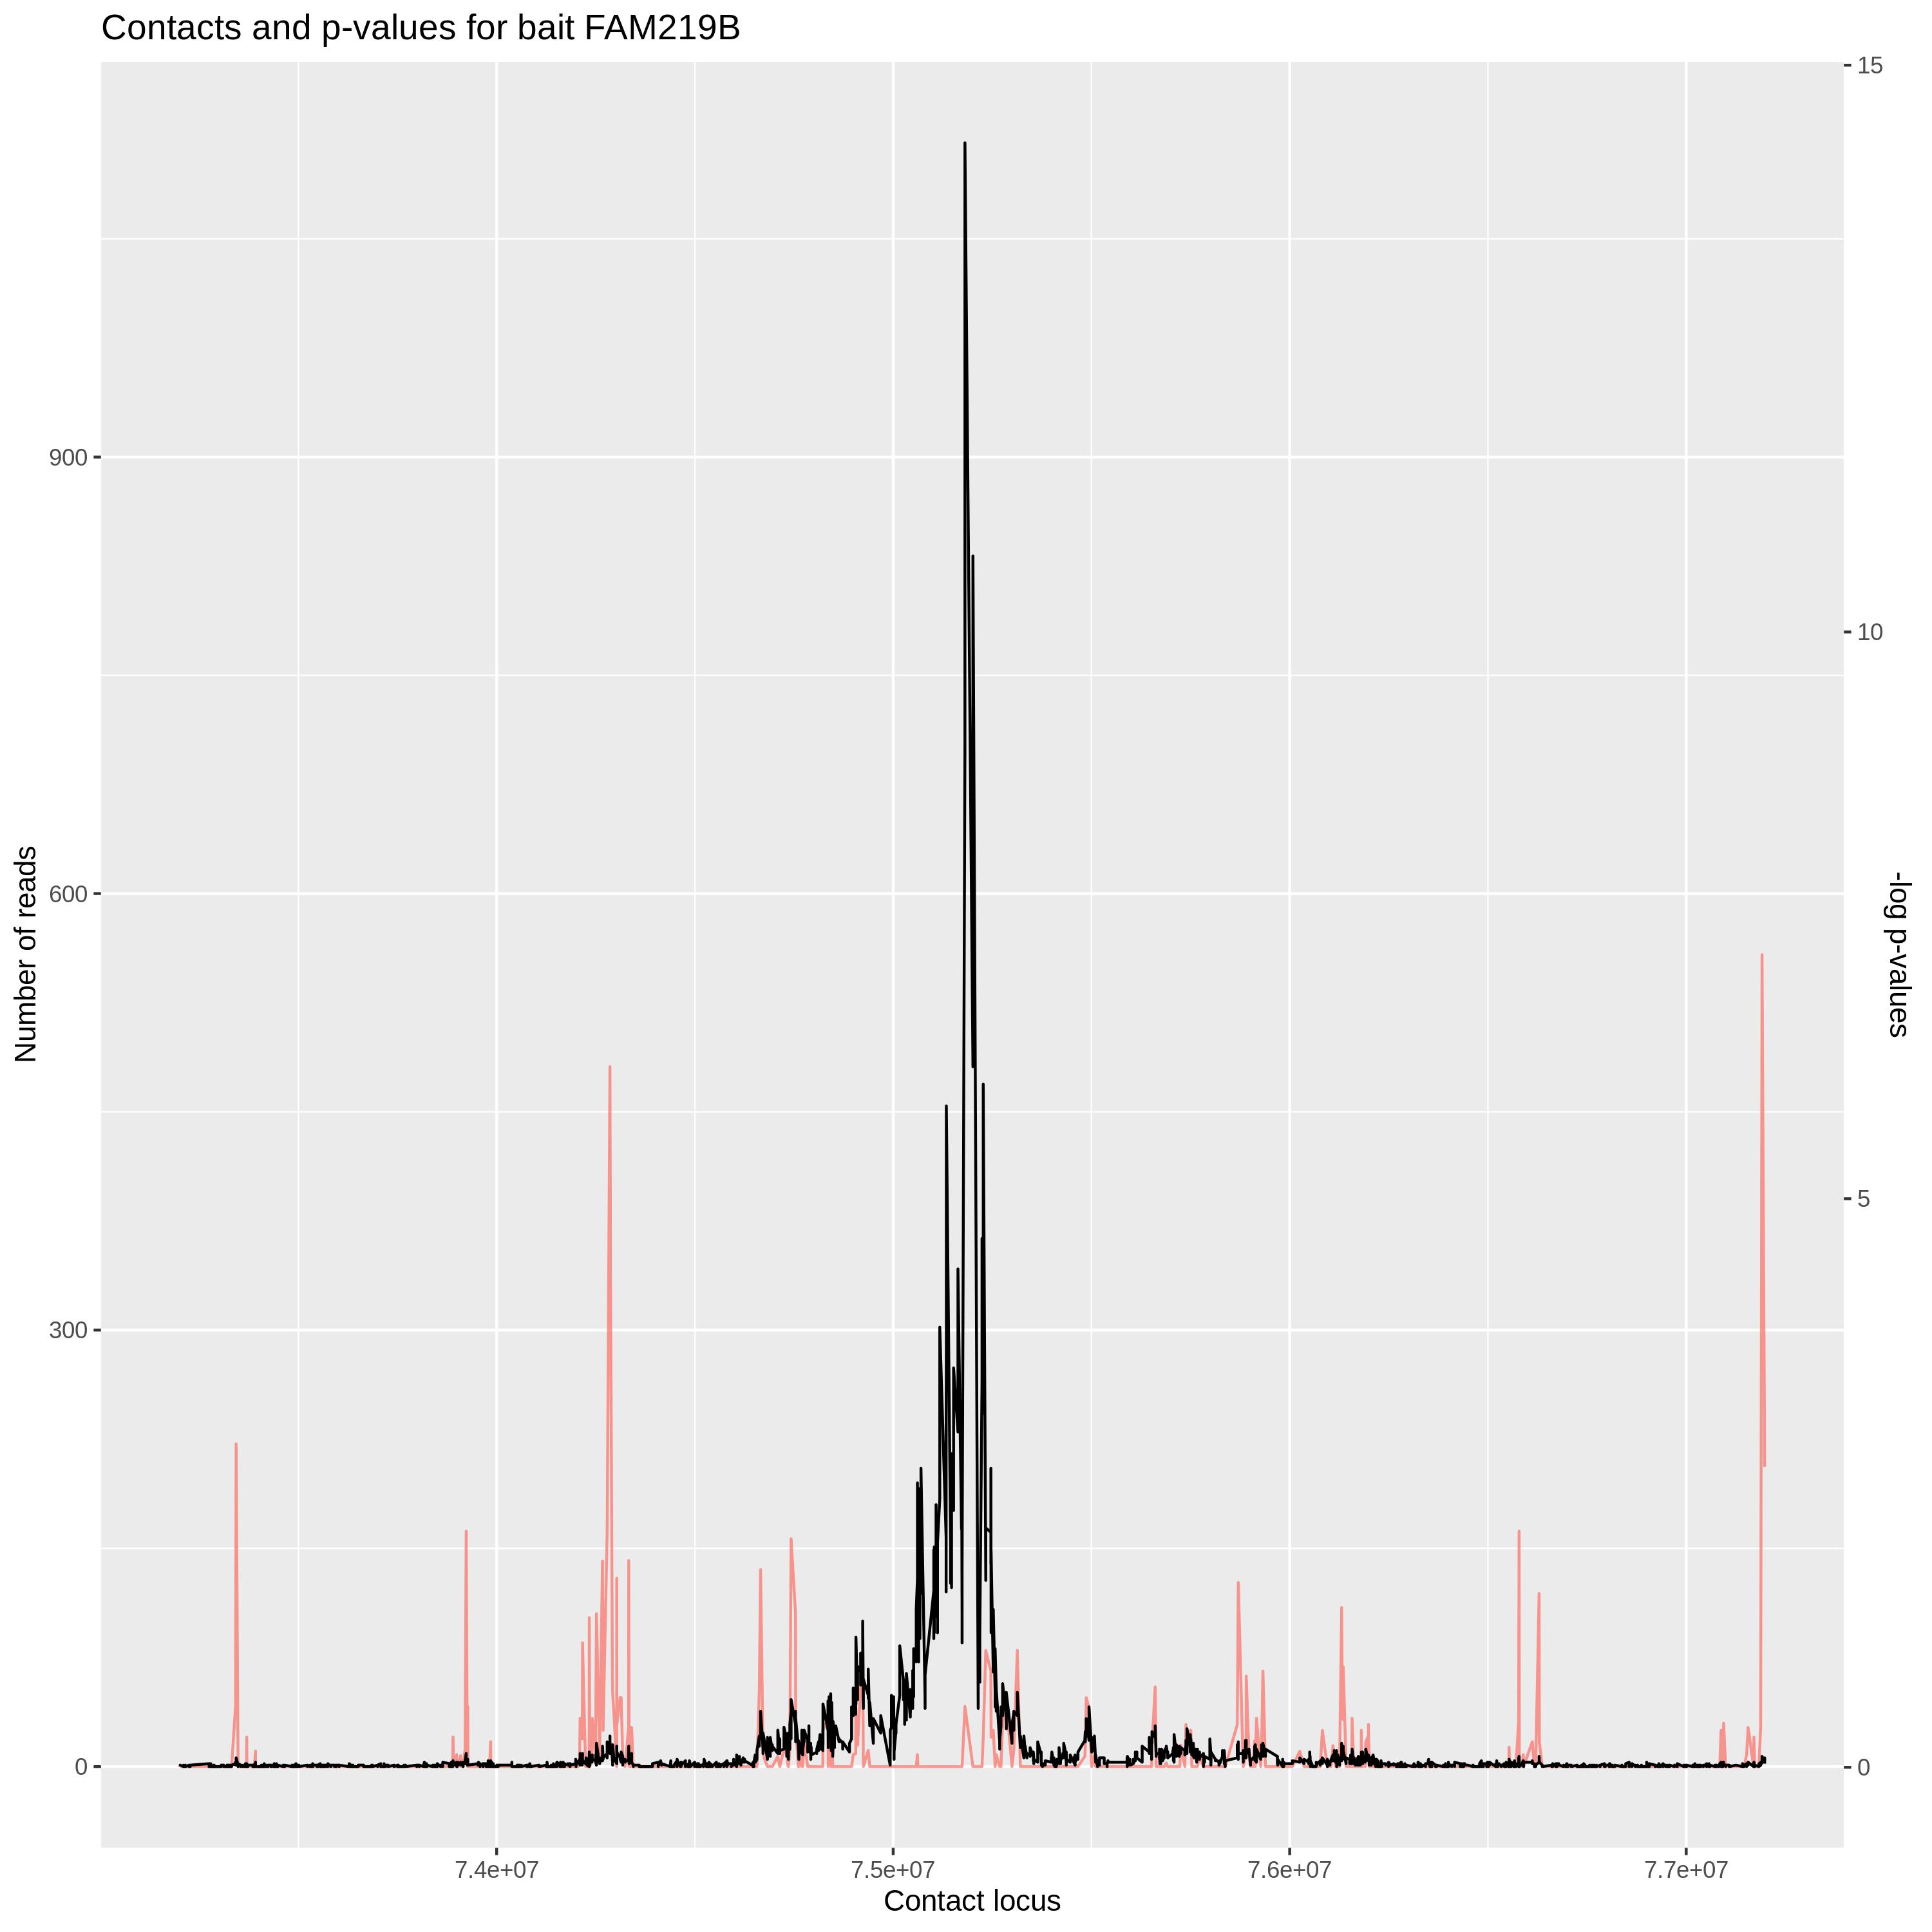 Contacts and p-values for bait FAM219B
15
900
10
Number of reads
600
-log p-values
5
300
0
0
7.4e+07
7.5e+07
7.6e+07
7.7e+07
Contact locus